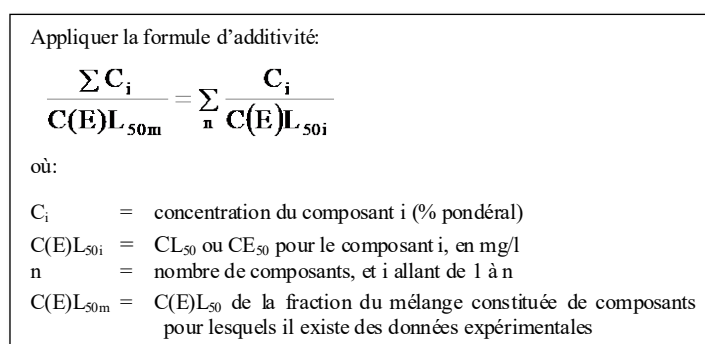 Appliquer la formule d’additivité:
∑ Ci / C(E)L50m = ∑n Ci / C(E)L50i
où:
Ci = concentration du composant i (% pondéral)
C(E)L50i = CL50 ou CE50 pour le composant i, en mg/l
n = nombre de composants, et i allant de 1 à n
C(E)L50m = C(E)L50 de la fraction du mélange constituée de composants
pour lesquels il existe des données expérimentales